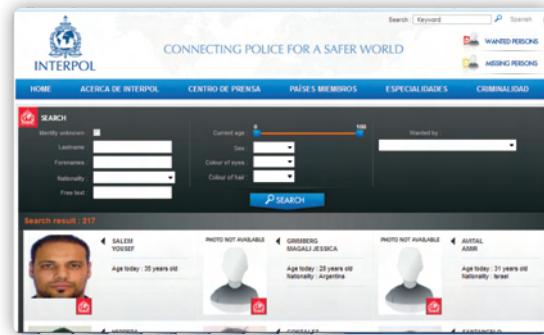 Search : Keyword Spanish
INTERPOL
CONNECTING POLICE FOR A SAFER WORLD
WANTED PERSONS
MISSING PERSONS
HOME ACERCA DE INTERPOL CENTRO DE PRENSA PAÍSES MIEMBROS ESPECIALIDADES CRIMINALIDAD
SEARCH
Identity unknown :
Current age : 0 100
Wanted by :
Lastname :
Sex :
Forenames :
Colour of eyes :
Nationality :
Colour of hair :
Free text :
SEARCH
Search result : 217
SALEM
YOUSEF
Age today : 35 years old
PHOTO NOT AVAILABLE
GRIMBERG
MAGALI JESSICA
Age today : 28 years old
Nationality : Argentina
PHOTO NOT AVAILABLE
AVITAL
AMIR
Age today : 31 years old
Nationality : Israel